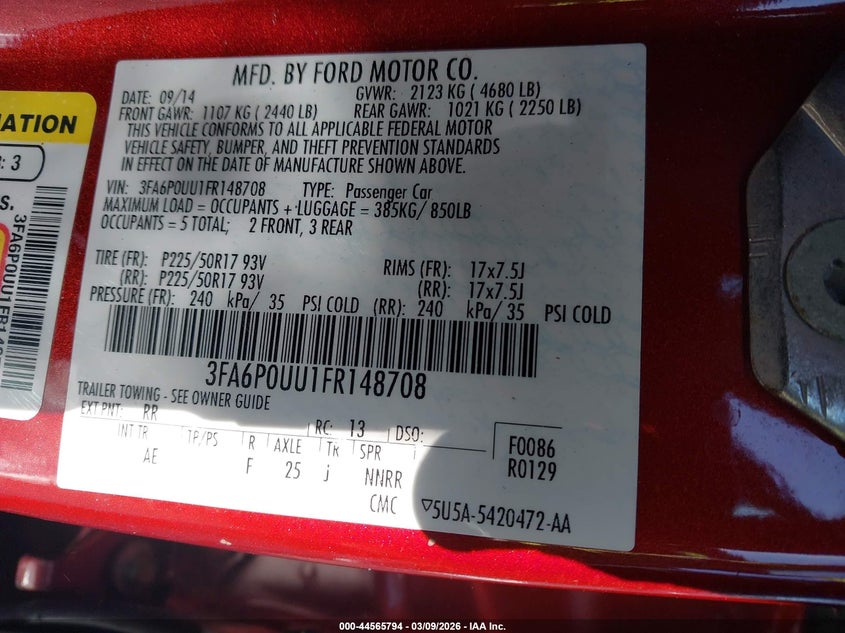 MFD. BY FORD MOTOR CO.
DATE: 09/14 GVWR: 2123 KG ( 4680 LB)
FRONT GAWR: 1107 KG ( 2440 LB) REAR GAWR: 1021 KG ( 2250 LB)
THIS VEHICLE CONFORMS TO ALL APPLICABLE FEDERAL MOTOR
VEHICLE SAFETY, BUMPER, AND THEFT PREVENTION STANDARDS
IN EFFECT ON THE DATE OF MANUFACTURE SHOWN ABOVE.
VIN: 3FA6P0UU1FR148708 TYPE: Passenger Car
MAXIMUM LOAD = OCCUPANTS + LUGGAGE = 385KG/ 850LB
OCCUPANTS = 5 TOTAL; 2 FRONT, 3 REAR
TIRE (FR): P225/50R17 93V RIMS (FR): 17x7.5J
(RR): P225/50R17 93V (RR): 17x7.5J
PRESSURE (FR): 240 kPa/ 35 PSI COLD (RR): 240 kPa/ 35 PSI COLD
3FA6P0UU1FR148708
TRAILER TOWING - SEE OWNER GUIDE
EXT PNT: RR RC: 13 DSO: F0086
INT TR TP/PS R AXLE TR SPR R0129
AE F 25 j NNRR
CMC ▽5U5A-5420472-AA
MATION
: 3
S.
3FA6P0UU1FR148
000-44565794 - 03/09/2026 - IAA Inc.